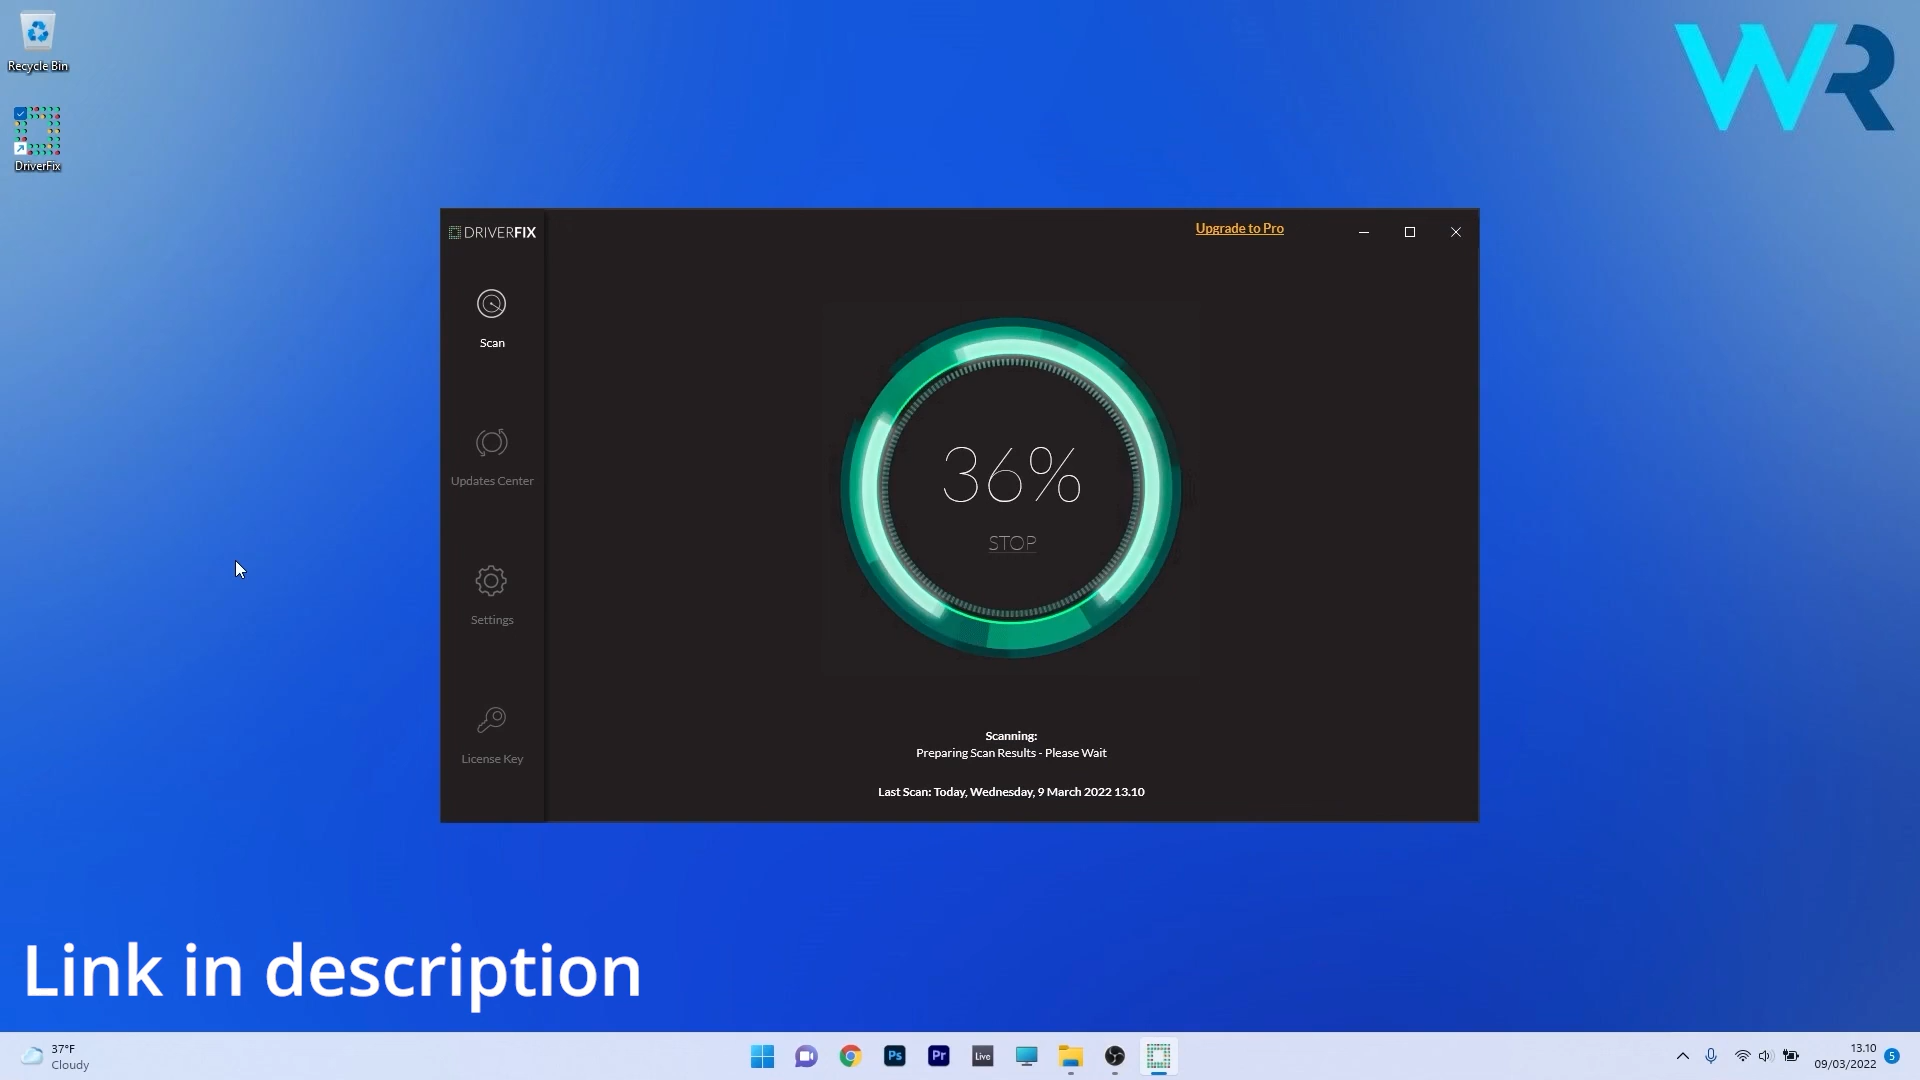 Recycle Bin
DriverFix
WR
DRIVERFIX
Upgrade to Pro
Scan
Updates Center
Settings
License Key
36%
STOP
Scanning:
Preparing Scan Results - Please Wait
Last Scan: Today, Wednesday, 9 March 2022 13.10
Link in description
37°F
Cloudy
Ps
Pr
Live
13.10
09/03/2022
5